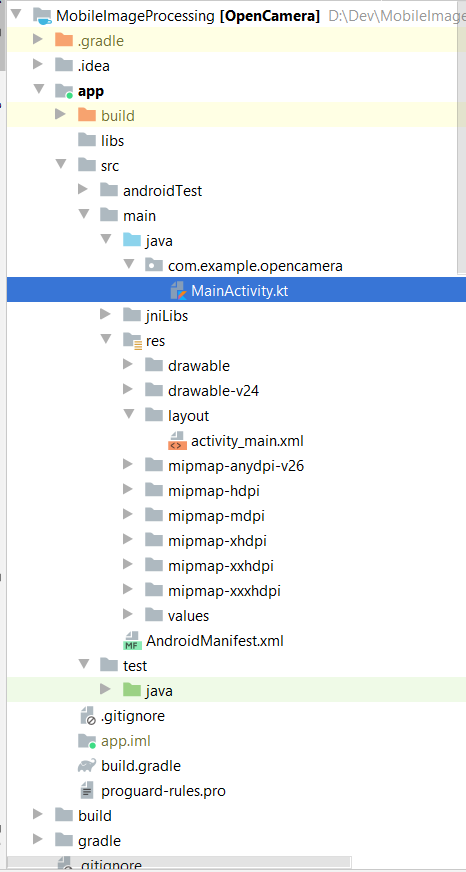 MobileImageProcessing [OpenCamera] D:\Dev\MobileImag
.gradle
.idea
app
build
libs
src
androidTest
main
java
com.example.opencamera
MainActivity.kt
jniLibs
res
drawable
drawable-v24
layout
activity_main.xml
mipmap-anydpi-v26
mipmap-hdpi
mipmap-mdpi
mipmap-xhdpi
mipmap-xxhdpi
mipmap-xxxhdpi
values
AndroidManifest.xml
test
java
.gitignore
app.iml
build.gradle
proguard-rules.pro
build
gradle
.gitignore